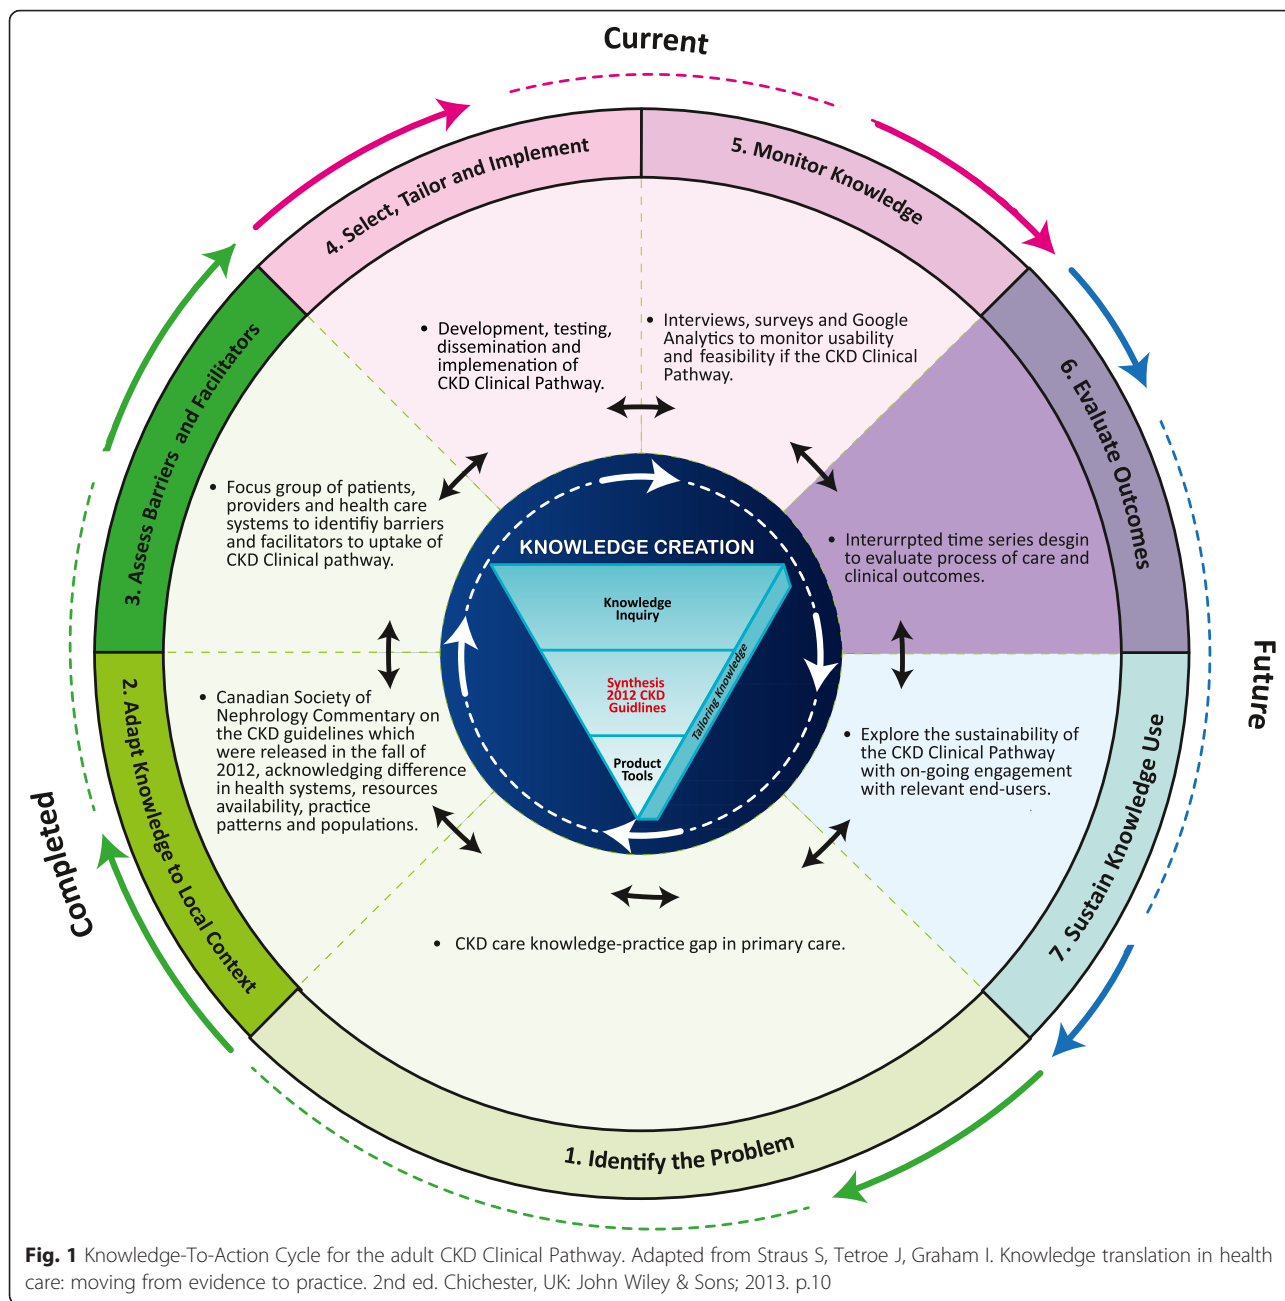 Current
4. Select, Tailor and Implement
5. Monitor Knowledge
3. Assess Barriers and Facilitators
6. Evaluate Outcomes
• Development, testing,
dissemination and
implemenation of
CKD Clinical Pathway.
• Interviews, surveys and Google
Analytics to monitor usability
and feasibility if the CKD Clinical
Pathway.
• Focus group of patients,
providers and health care
systems to identifiy barriers
and facilitators to uptake of
CKD Clinical pathway.
• Interurrpted time series desgin
to evaluate process of care and
clinical outcomes.
KNOWLEDGE CREATION
Knowledge
Inquiry
Synthesis
2012 CKD
Guidlines
Product
Tools
Tailoring Knowledge
Future
2. Adapt Knowledge to Local Context
• Canadian Society of
Nephrology Commentary on
the CKD guidelines which
were released in the fall of
2012, acknowledging difference
in health systems, resources
availability, practice
patterns and populations.
• Explore the sustainability of
the CKD Clinical Pathway
with on-going engagement
with relevant end-users.
7. Sustain Knowledge Use
Completed
• CKD care knowledge-practice gap in primary care.
1. Identify the Problem
Fig. 1 Knowledge-To-Action Cycle for the adult CKD Clinical Pathway. Adapted from Straus S, Tetroe J, Graham I. Knowledge translation in health
care: moving from evidence to practice. 2nd ed. Chichester, UK: John Wiley & Sons; 2013. p.10